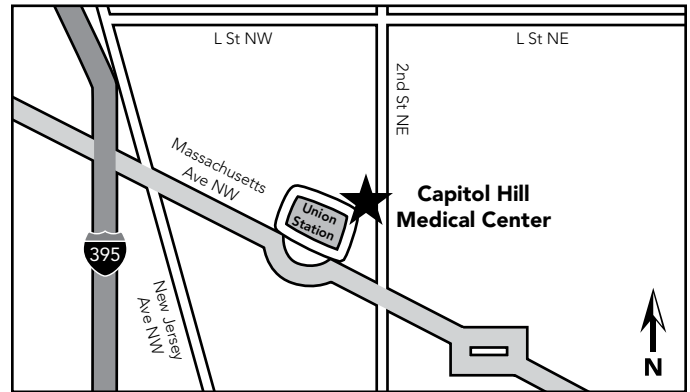 L St NW
L St NE
2nd St NE
Massachusetts
Ave NW
Union
Station
Capitol Hill
Medical Center
395
New Jersey
Ave NW
N